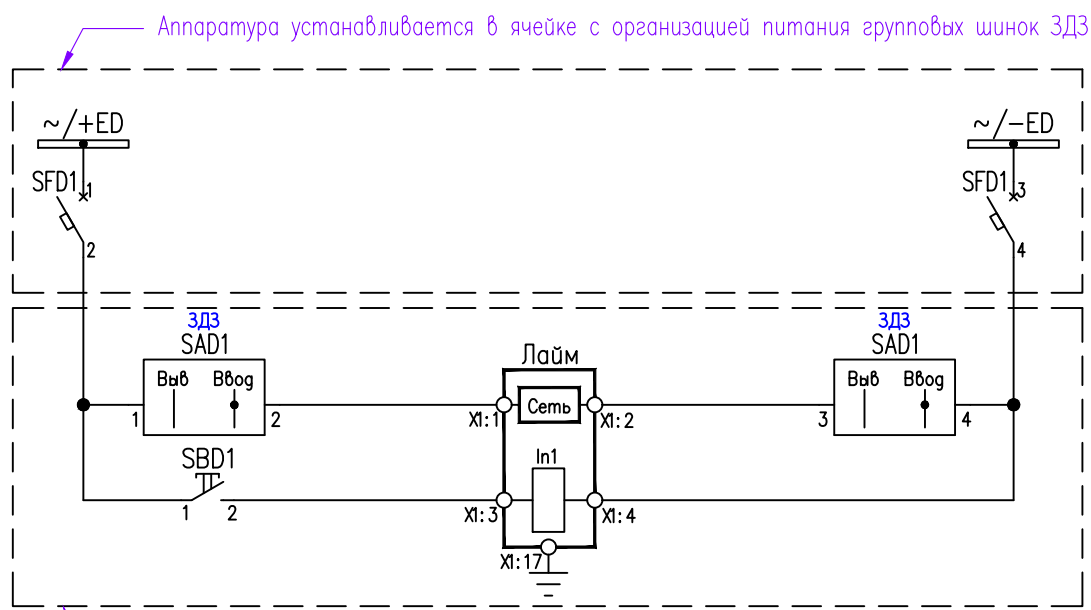 Аппаратура устанавливается в ячейке с организацией питания групповых шинок ЗДЗ
~/+ED ~/-ED
SFD1 1 SFD1 3
2 4
ЗДЗ ЗДЗ
SAD1 SAD1
Лайм
Выв Ввод Выв Ввод
1 2 X1:1 Сеть X1:2 3 4
SBD1 In1
1 2 X1:3 X1:4
X1:17